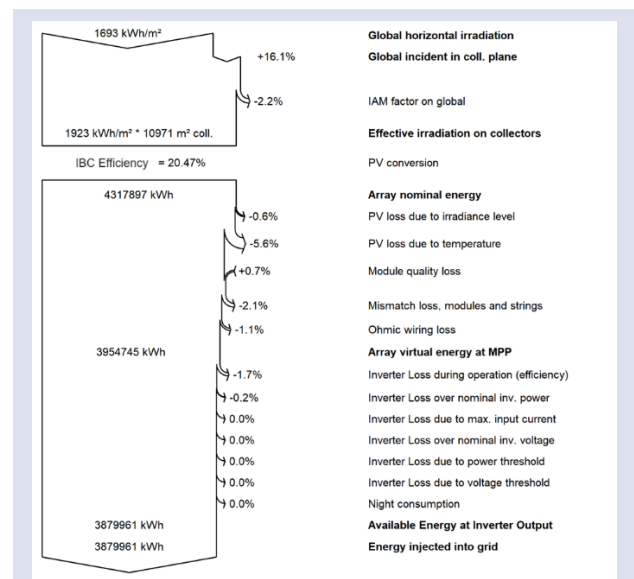 1693 kWh/m² Global horizontal irradiation
+16.1% Global incident in coll. plane
-2.2% IAM factor on global
1923 kWh/m² * 10971 m² coll. Effective irradiation on collectors
IBC Efficiency = 20.47% PV conversion
4317897 kWh Array nominal energy
-0.6% PV loss due to irradiance level
-5.6% PV loss due to temperature
+0.7% Module quality loss
-2.1% Mismatch loss, modules and strings
-1.1% Ohmic wiring loss
3954745 kWh Array virtual energy at MPP
-1.7% Inverter Loss during operation (efficiency)
-0.2% Inverter Loss over nominal inv. power
0.0% Inverter Loss due to max. input current
0.0% Inverter Loss over nominal inv. voltage
0.0% Inverter Loss due to power threshold
0.0% Inverter Loss due to voltage threshold
0.0% Night consumption
3879961 kWh Available Energy at Inverter Output
3879961 kWh Energy injected into grid